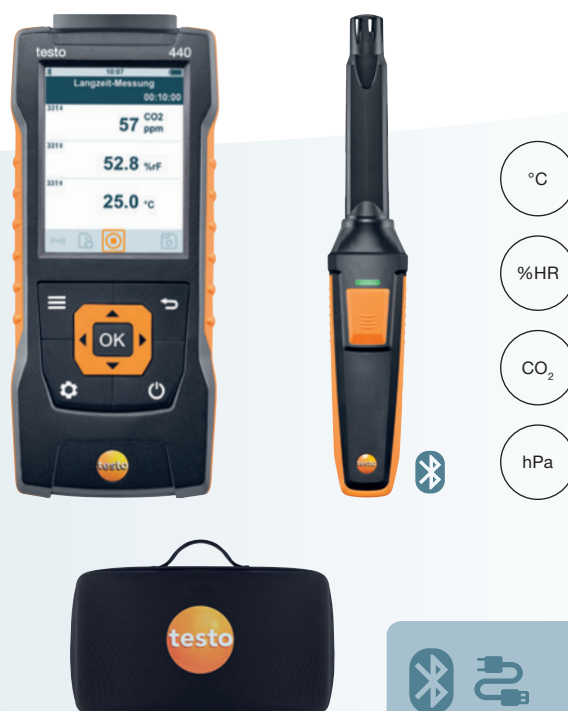 testo 440
10:07
Langzeit-Messung
00:10:00
3314
57 CO2 ppm
3314
52.8 %rF
3314
25.0 °C
P=0
OK
testo
testo
testo
°C
%HR
CO₂
hPa